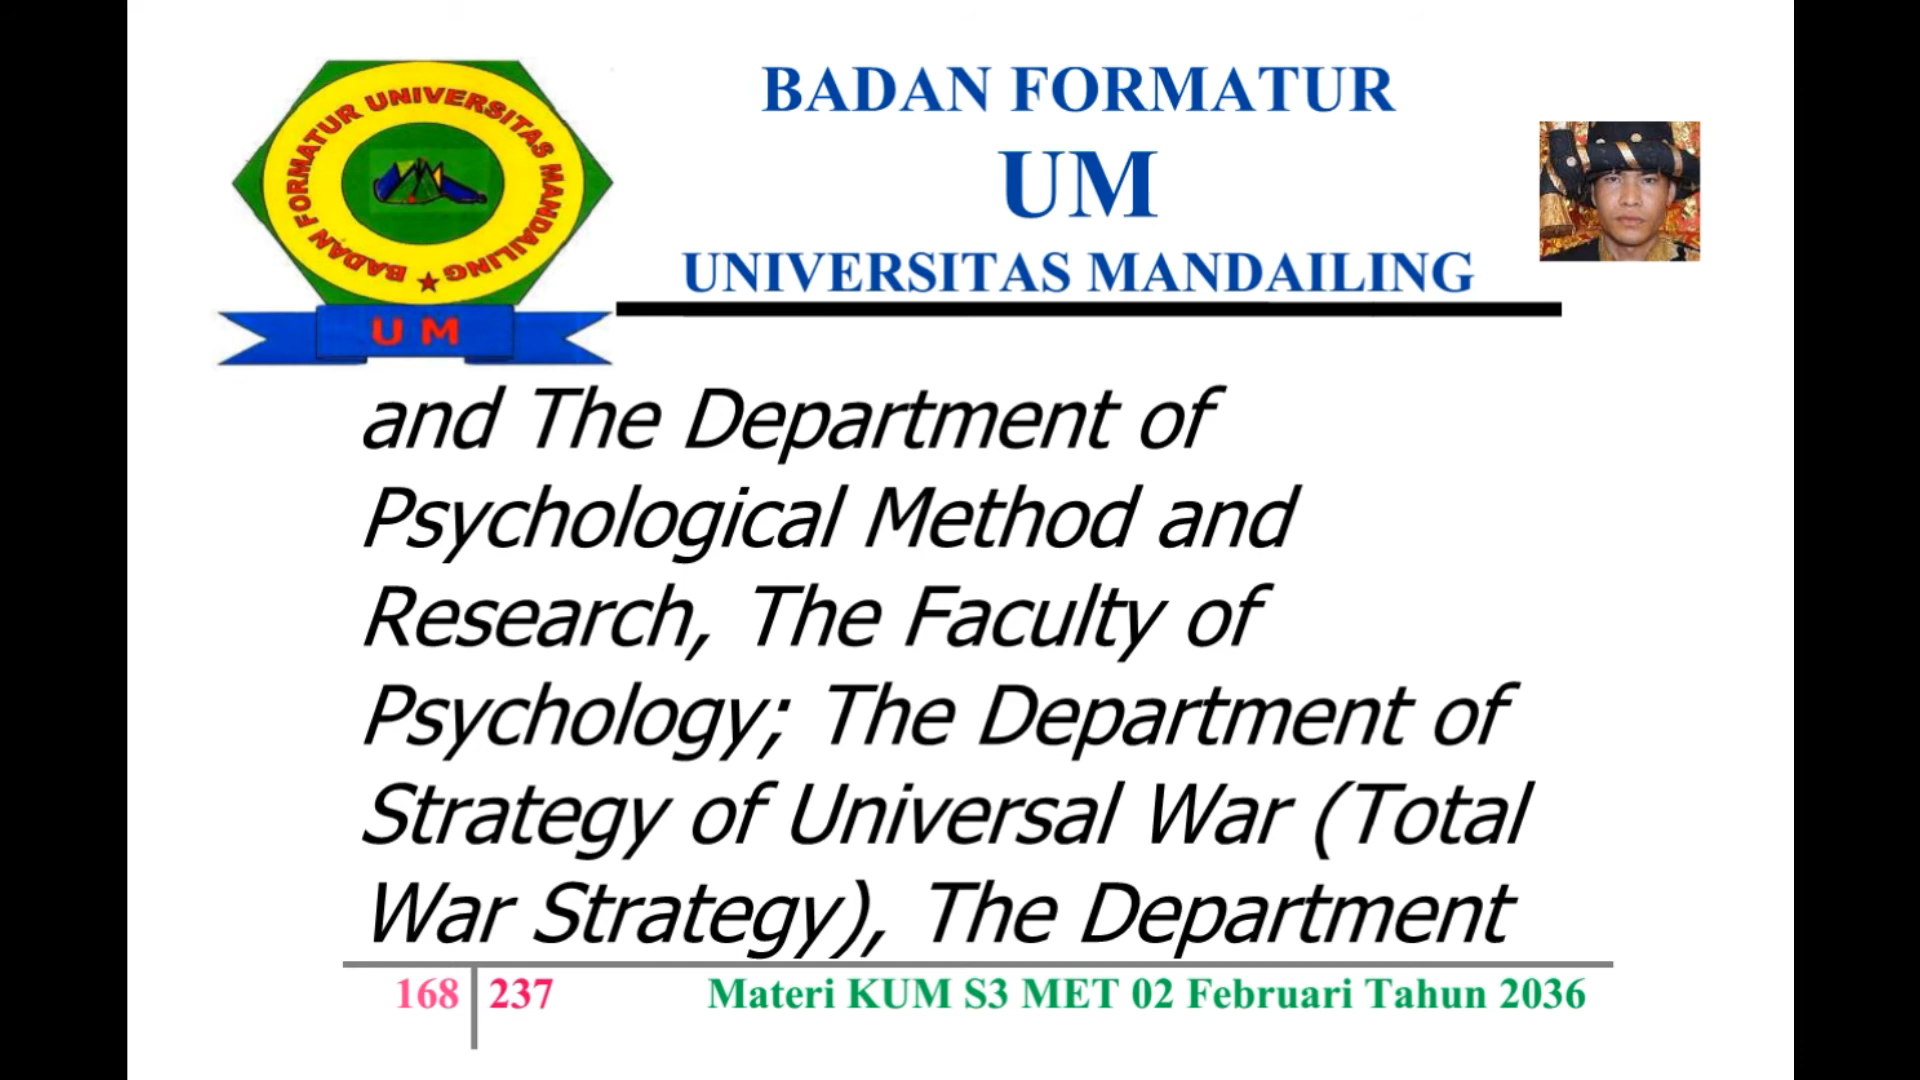 BADAN FORMATUR UNIVERSITAS MANDAILING
U M
BADAN FORMATUR
UM
UNIVERSITAS MANDAILING
and The Department of
Psychological Method and
Research, The Faculty of
Psychology; The Department of
Strategy of Universal War (Total
War Strategy), The Department
168 237 Materi KUM S3 MET 02 Februari Tahun 2036